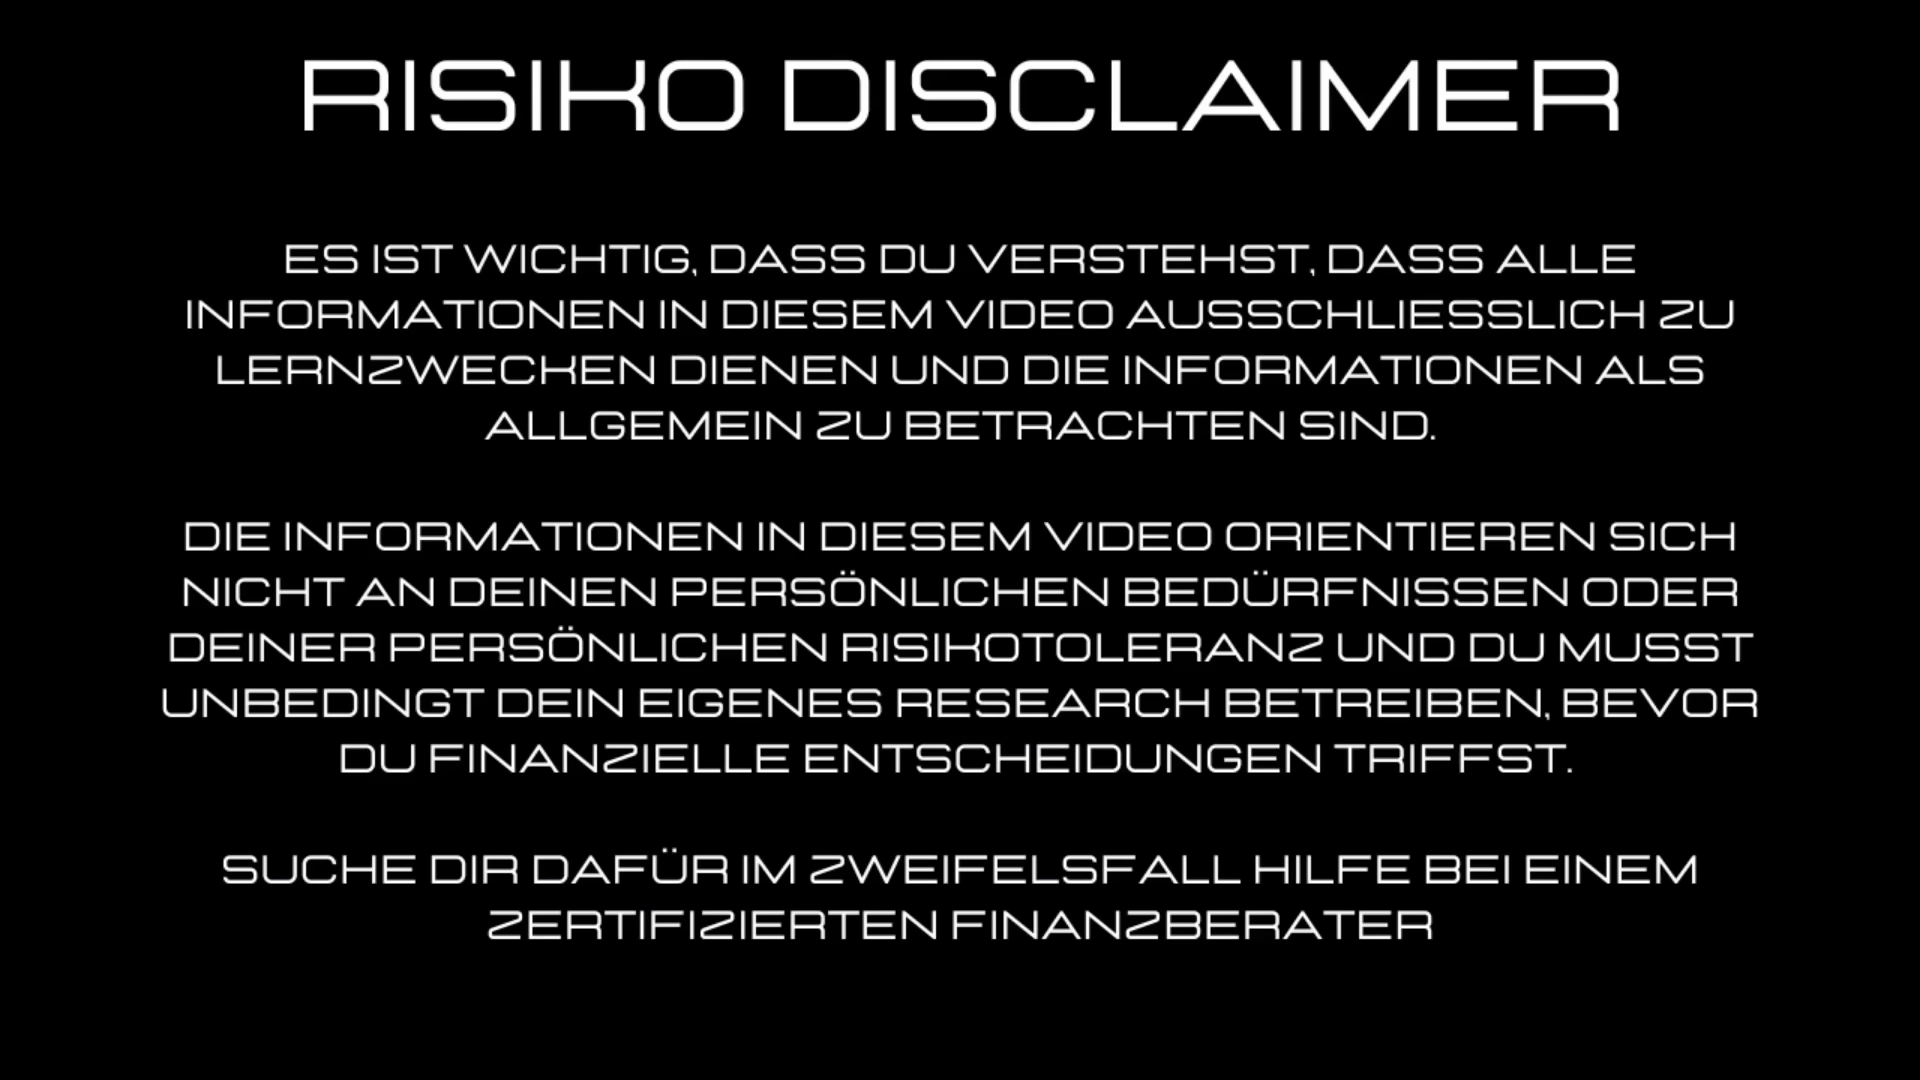 RISIKO DISCLAIMER
ES IST WICHTIG, DASS DU VERSTEHST, DASS ALLE
INFORMATIONEN IN DIESEM VIDEO AUSSCHLIESSLICH ZU
LERNZWECKEN DIENEN UND DIE INFORMATIONEN ALS
ALLGEMEIN ZU BETRACHTEN SIND.
DIE INFORMATIONEN IN DIESEM VIDEO ORIENTIEREN SICH
NICHT AN DEINEN PERSÖNLICHEN BEDÜRFNISSEN ODER
DEINER PERSÖNLICHEN RISIKOTOLERANZ UND DU MUSST
UNBEDINGT DEIN EIGENES RESEARCH BETREIBEN, BEVOR
DU FINANZIELLE ENTSCHEIDUNGEN TRIFFST.
SUCHE DIR DAFÜR IM ZWEIFELSFALL HILFE BEI EINEM
ZERTIFIZIERTEN FINANZBERATER